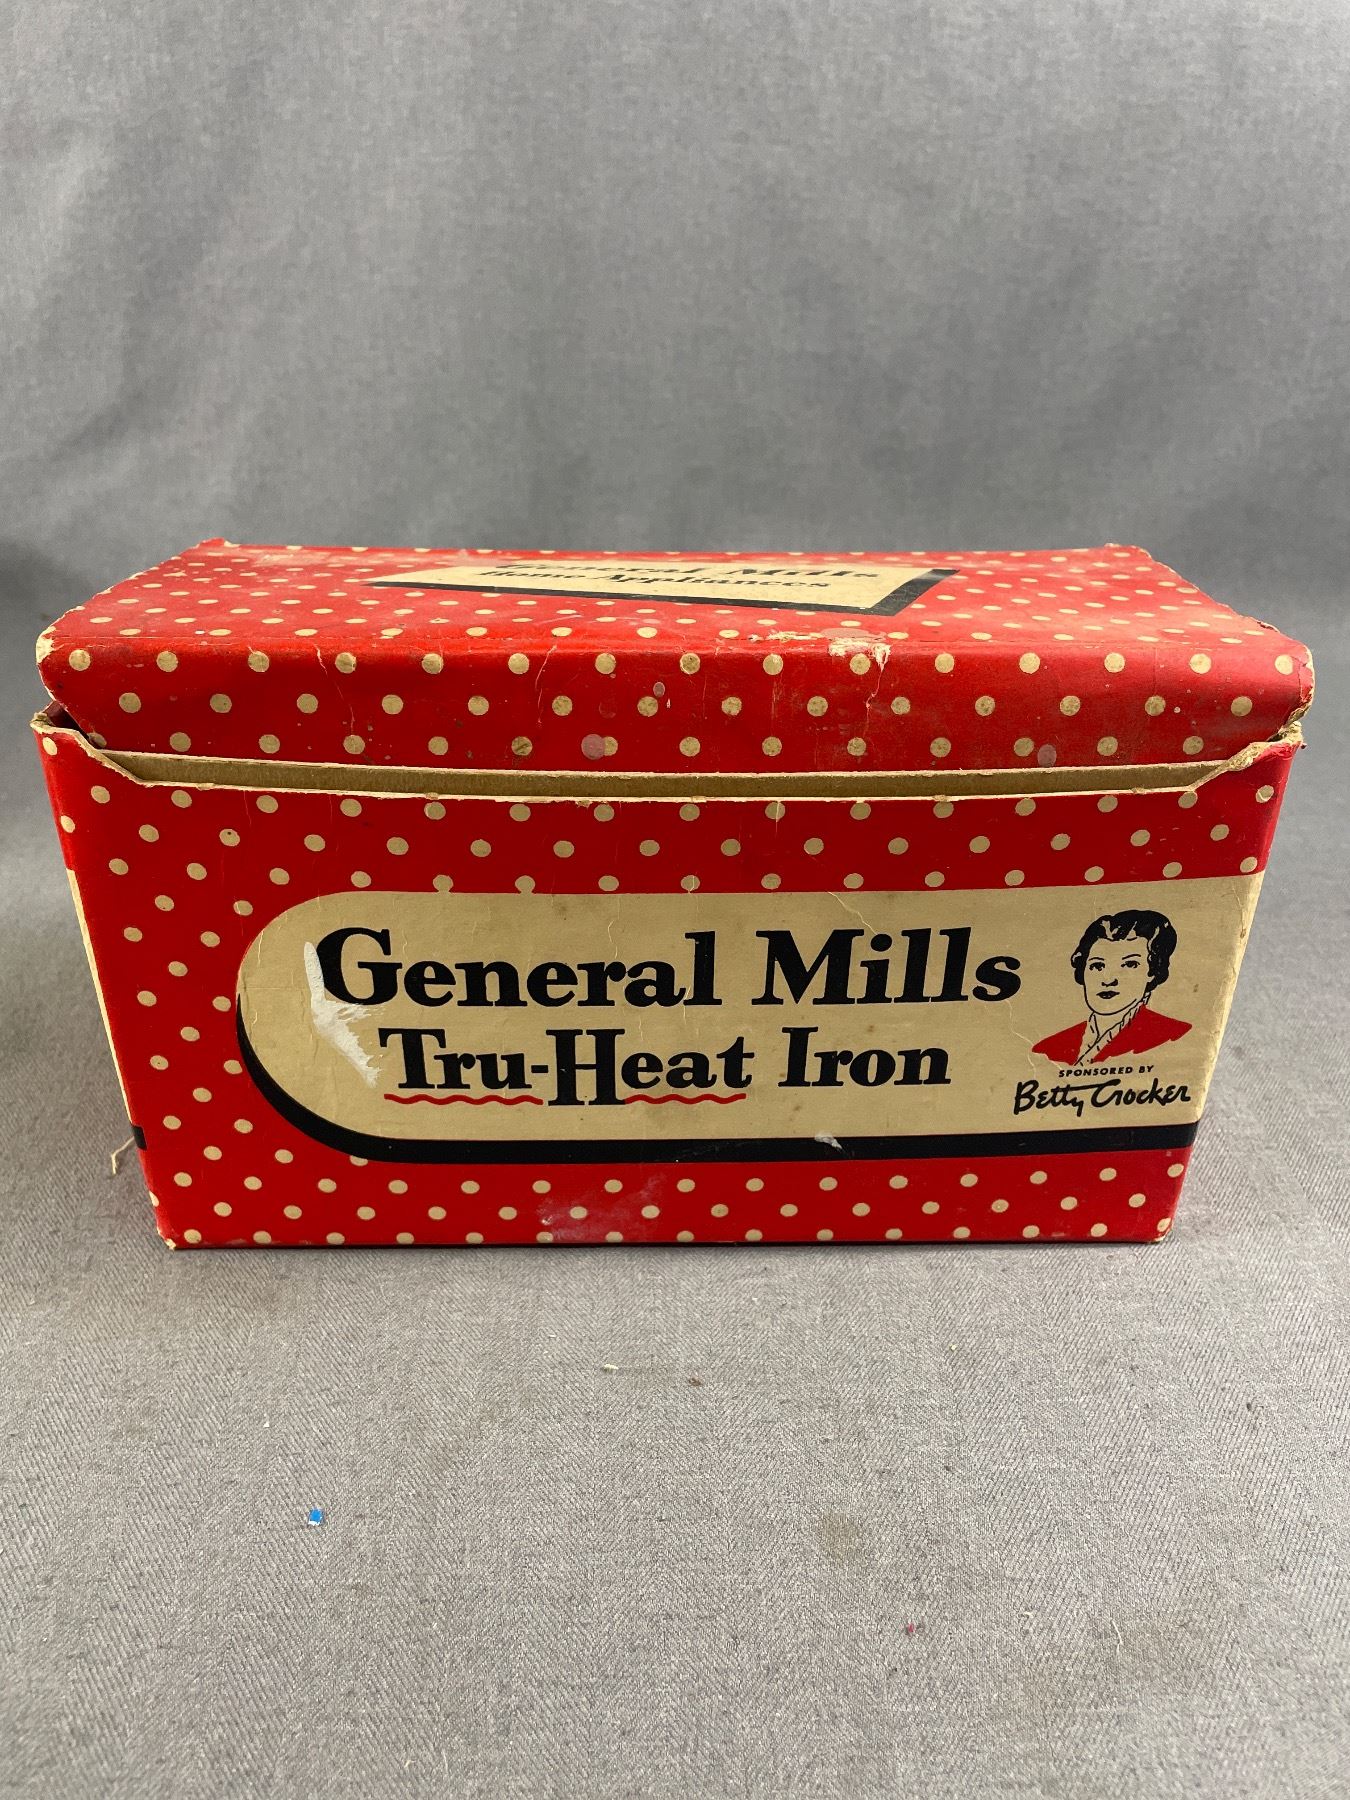 General Mills
Home Appliances
General Mills
Tru-Heat Iron
SPONSORED BY
Betty Crocker